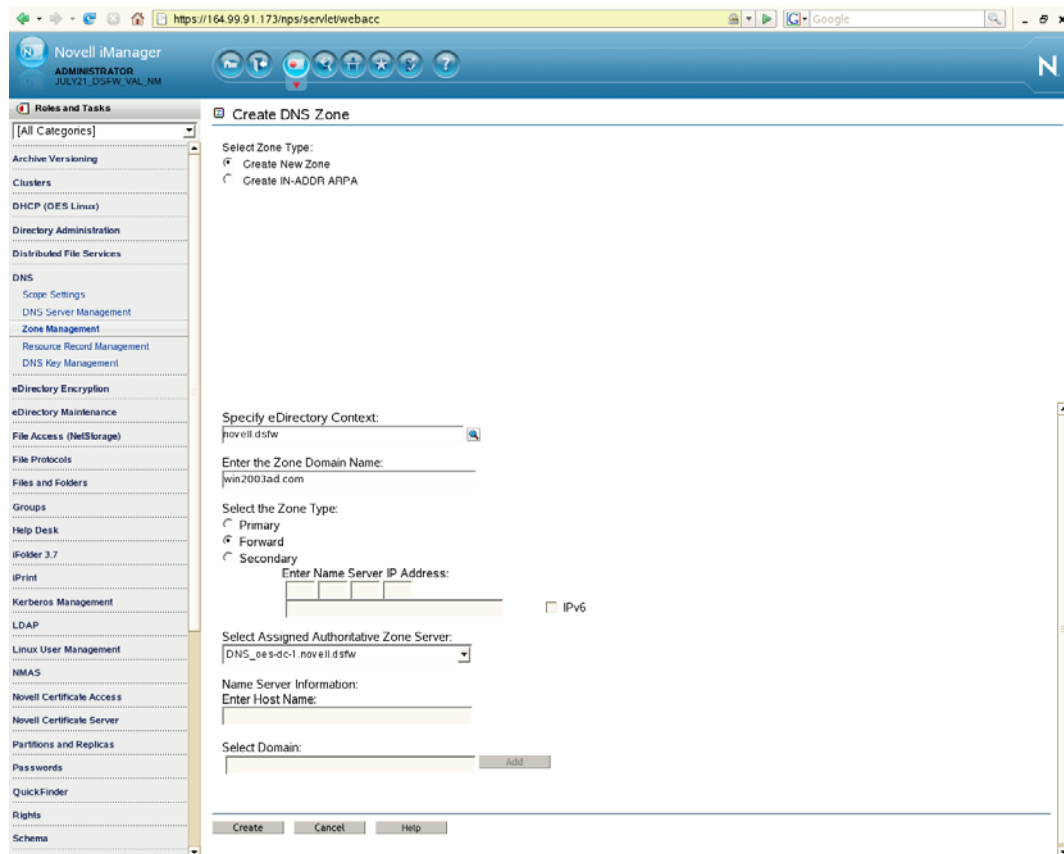 https://164.99.91.173/nps/servlet/webacc
G Google
N Novell iManager
ADMINISTRATOR
JULY21_DSFW_VAL_NM
N
Roles and Tasks
[All Categories]
Archive Versioning
Clusters
DHCP (OES Linux)
Directory Administration
Distributed File Services
DNS
Scope Settings
DNS Server Management
Zone Management
Resource Record Management
DNS Key Management
eDirectory Encryption
eDirectory Maintenance
File Access (NetStorage)
File Protocols
Files and Folders
Groups
Help Desk
iFolder 3.7
iPrint
Kerberos Management
LDAP
Linux User Management
NMAS
Novell Certificate Access
Novell Certificate Server
Partitions and Replicas
Passwords
QuickFinder
Rights
Schema
Create DNS Zone
Select Zone Type:
Create New Zone
Create IN-ADDR ARPA
Specify eDirectory Context:
novell.dsfw
Enter the Zone Domain Name:
win2003ad.com
Select the Zone Type:
Primary
Forward
Secondary
Enter Name Server IP Address:
IPv6
Select Assigned Authoritative Zone Server:
DNS_oes-dc-1.novell.dsfw
Name Server Information:
Enter Host Name:
Select Domain:
Add
Create Cancel Help